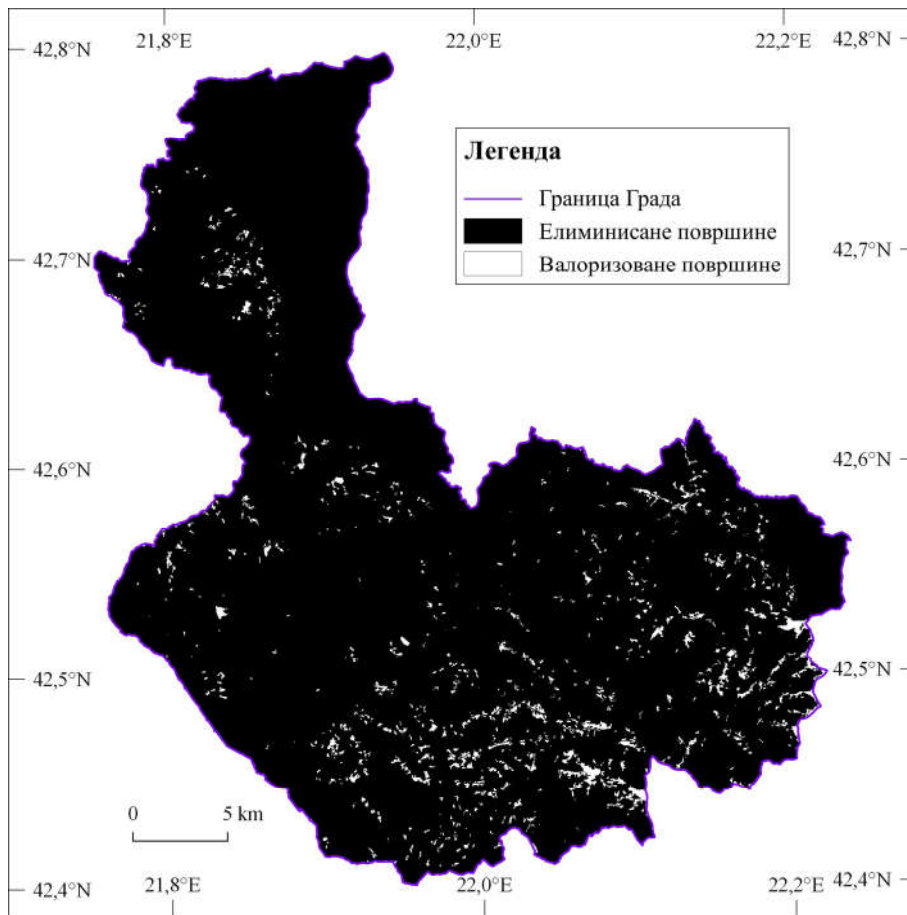 21,8°E 22,0°E 22,2°E
42,8°N 42,8°N
Легенда
Граница Града
Елиминисане површине
Валоризоване површине
42,7°N 42,7°N
42,6°N 42,6°N
42,5°N 42,5°N
0 5 km
42,4°N 21,8°E 22,0°E 22,2°E 42,4°N